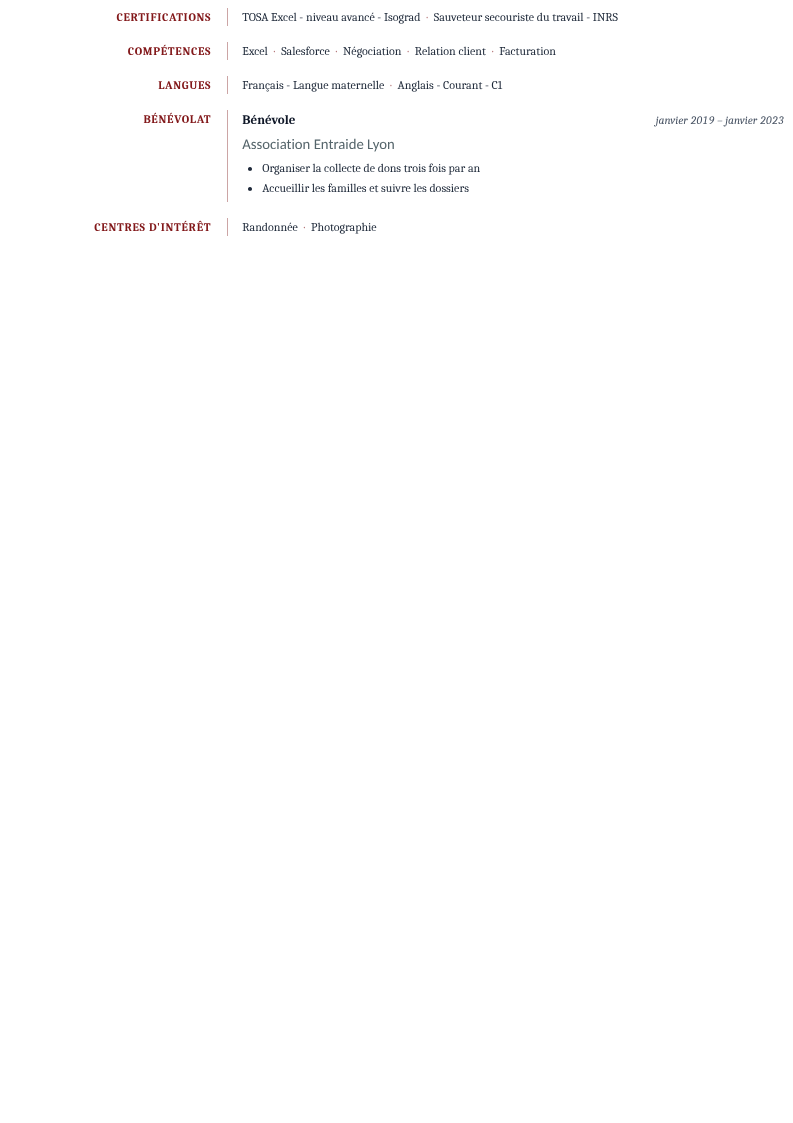 CERTIFICATIONS TOSA Excel - niveau avancé - Isograd · Sauveteur secouriste du travail - INRS
COMPÉTENCES Excel · Salesforce · Négociation · Relation client · Facturation
LANGUES Français - Langue maternelle · Anglais - Courant - C1
BÉNÉVOLAT Bénévole janvier 2019 – janvier 2023
Association Entraide Lyon
• Organiser la collecte de dons trois fois par an
• Accueillir les familles et suivre les dossiers
CENTRES D'INTÉRÊT Randonnée · Photographie